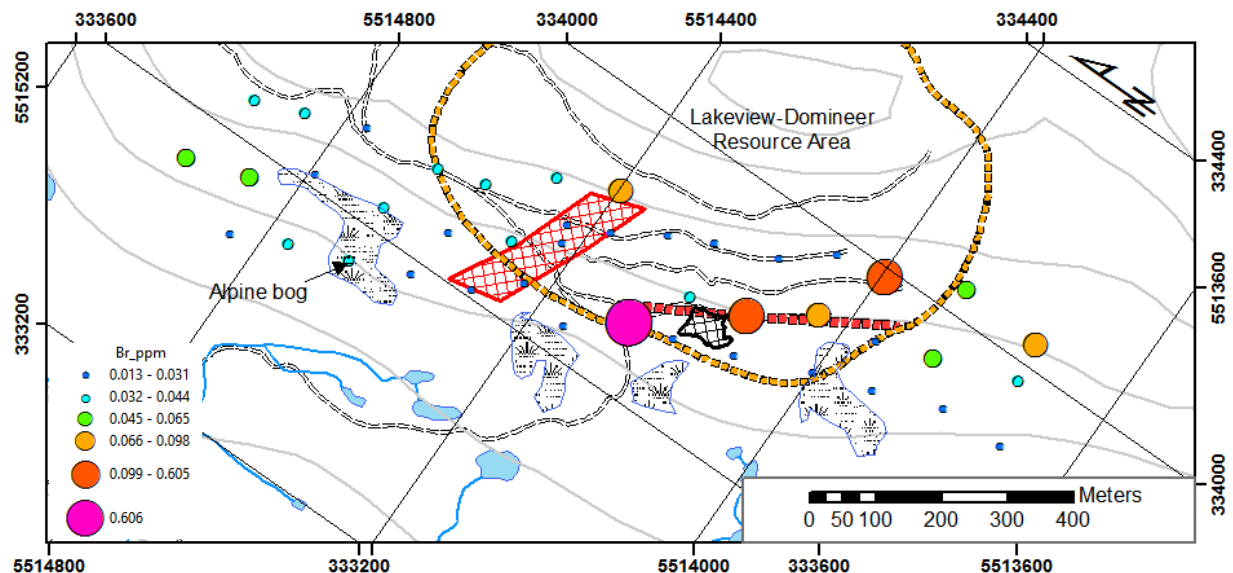 333600
5514800
334000
5514400
334400
5515200
333200
334400
5513600
334000
N
Lakeview-Domineer
Resource Area
Alpine bog
Br_ppm
0.013 - 0.031
0.032 - 0.044
0.045 - 0.065
0.066 - 0.098
0.099 - 0.605
0.606
Meters
0 50 100 200 300 400
5514800
333200
5514000
333600
5513600